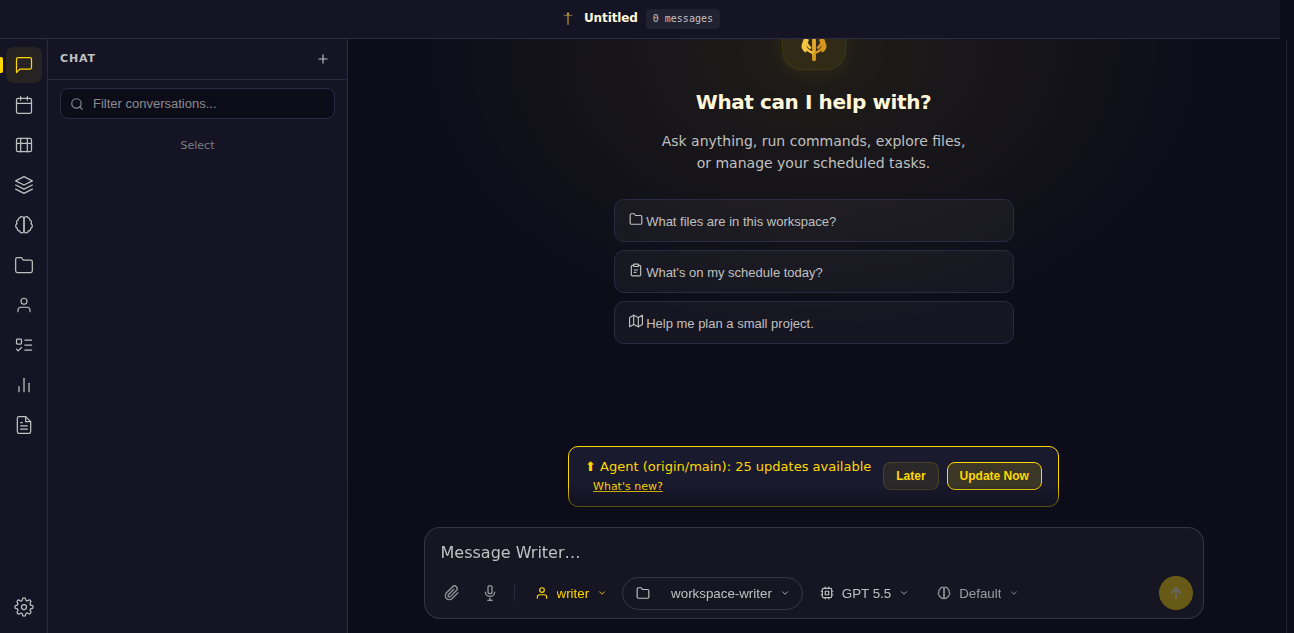 Untitled 0 messages
CHAT
Filter conversations...
Select
What can I help with?
Ask anything, run commands, explore files,
or manage your scheduled tasks.
What files are in this workspace?
What's on my schedule today?
Help me plan a small project.
Agent (origin/main): 25 updates available
What's new?
Later
Update Now
Message Writer...
writer
workspace-writer
GPT 5.5
Default